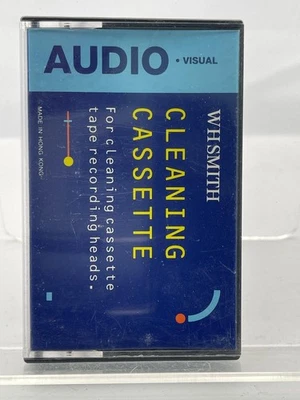 AUDIO • VISUAL
WHSMITH
CLEANING
CASSETTE
For cleaning cassette
tape recording heads.
MADE IN HONG KONG